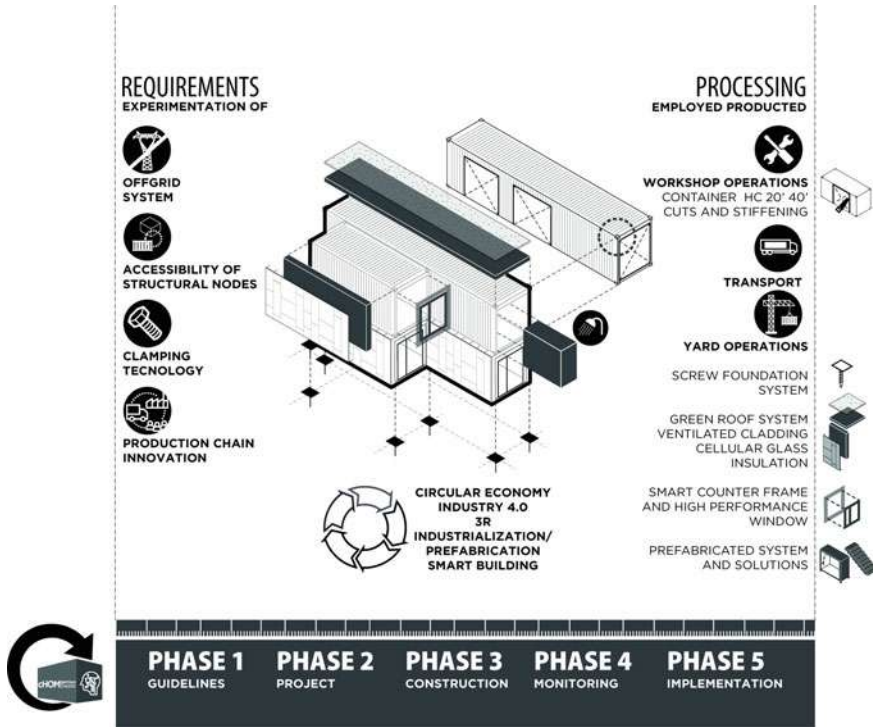 REQUIREMENTS
EXPERIMENTATION OF
OFFGRID
SYSTEM
ACCESSIBILITY OF
STRUCTURAL NODES
CLAMPING
TECNOLOGY
PRODUCTION CHAIN
INNOVATION
PROCESSING
EMPLOYED PRODUCTED
WORKSHOP OPERATIONS
CONTAINER HC 20' 40'
CUTS AND STIFFENING
TRANSPORT
YARD OPERATIONS
SCREW FOUNDATION
SYSTEM
GREEN ROOF SYSTEM
VENTILATED CLADDING
CELLULAR GLASS
INSULATION
SMART COUNTER FRAME
AND HIGH PERFORMANCE
WINDOW
PREFABRICATED SYSTEM
AND SOLUTIONS
CIRCULAR ECONOMY
INDUSTRY 4.0
3R
INDUSTRIALIZATION/
PREFABRICATION
SMART BUILDING
cHOM
PHASE 1
GUIDELINES
PHASE 2
PROJECT
PHASE 3
CONSTRUCTION
PHASE 4
MONITORING
PHASE 5
IMPLEMENTATION